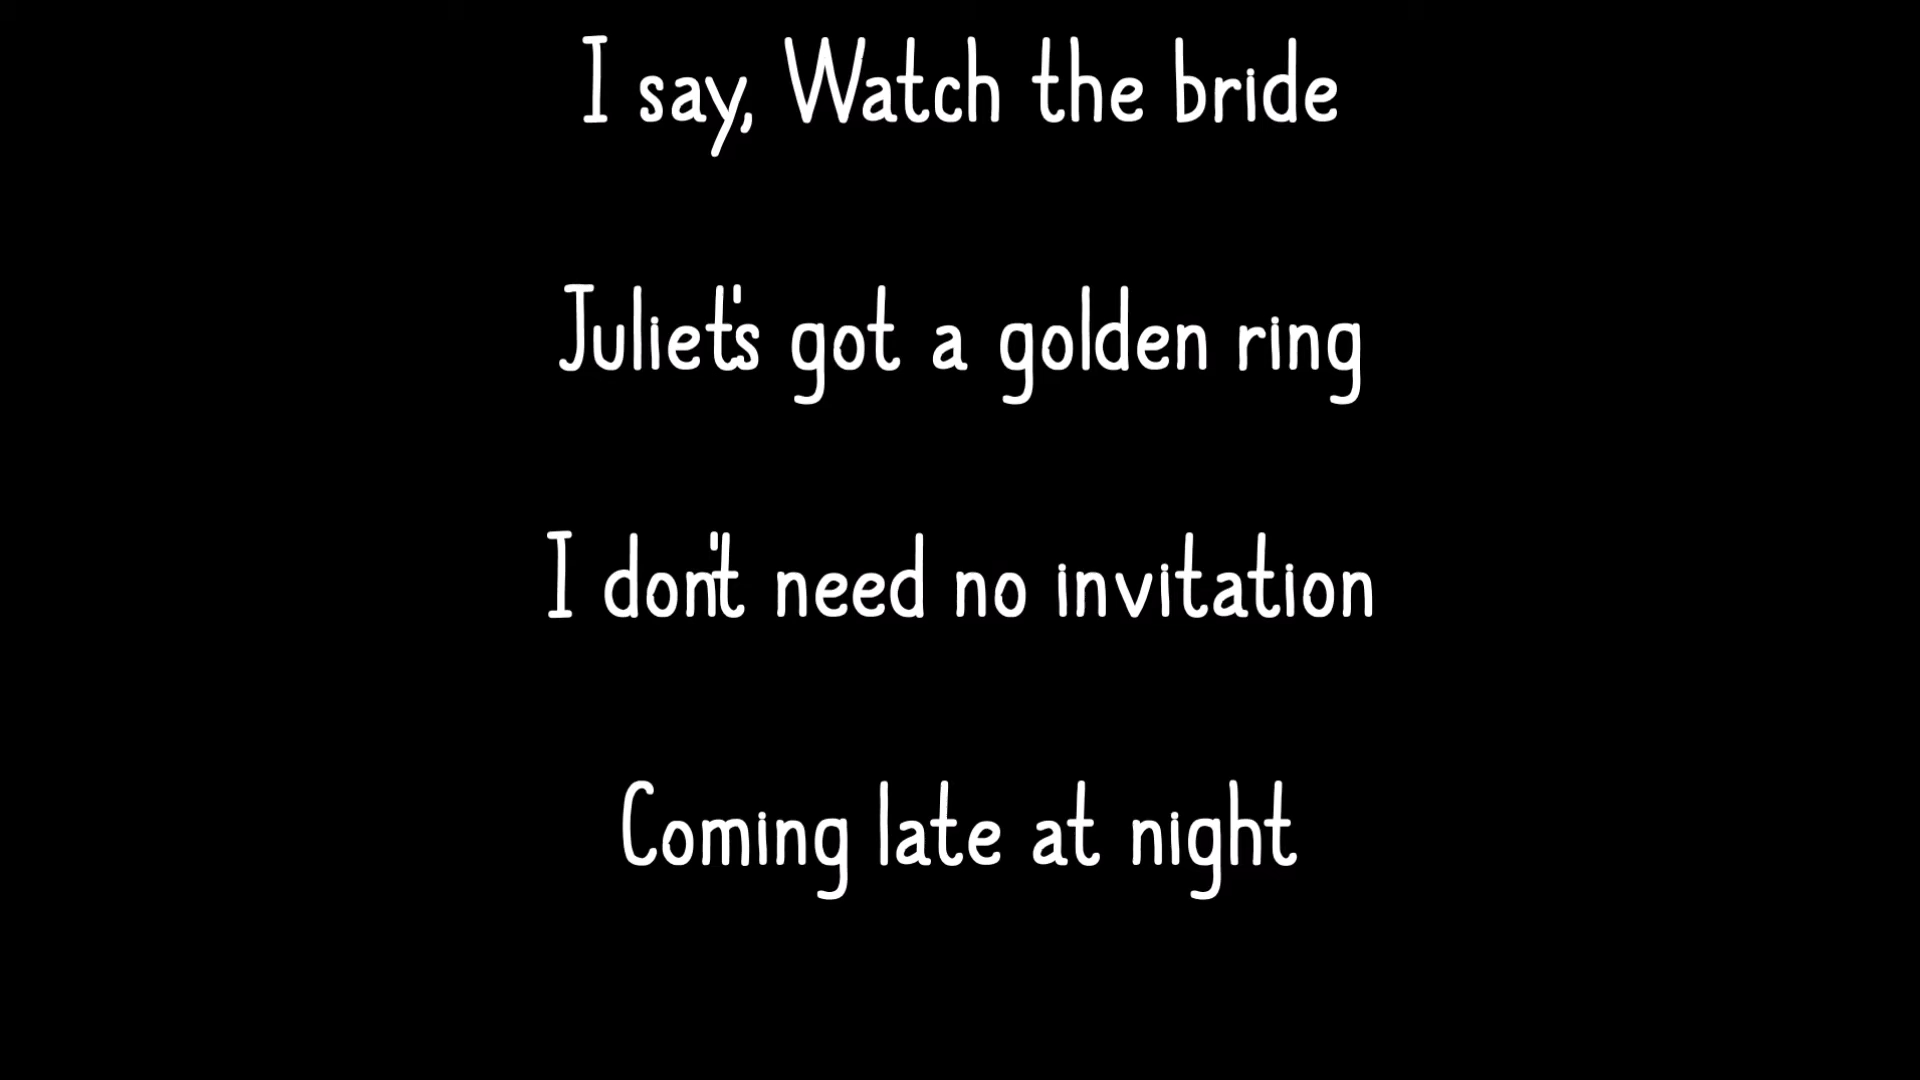 I say, Watch the bride
Juliet's got a golden ring
I don't need no invitation
Coming late at night